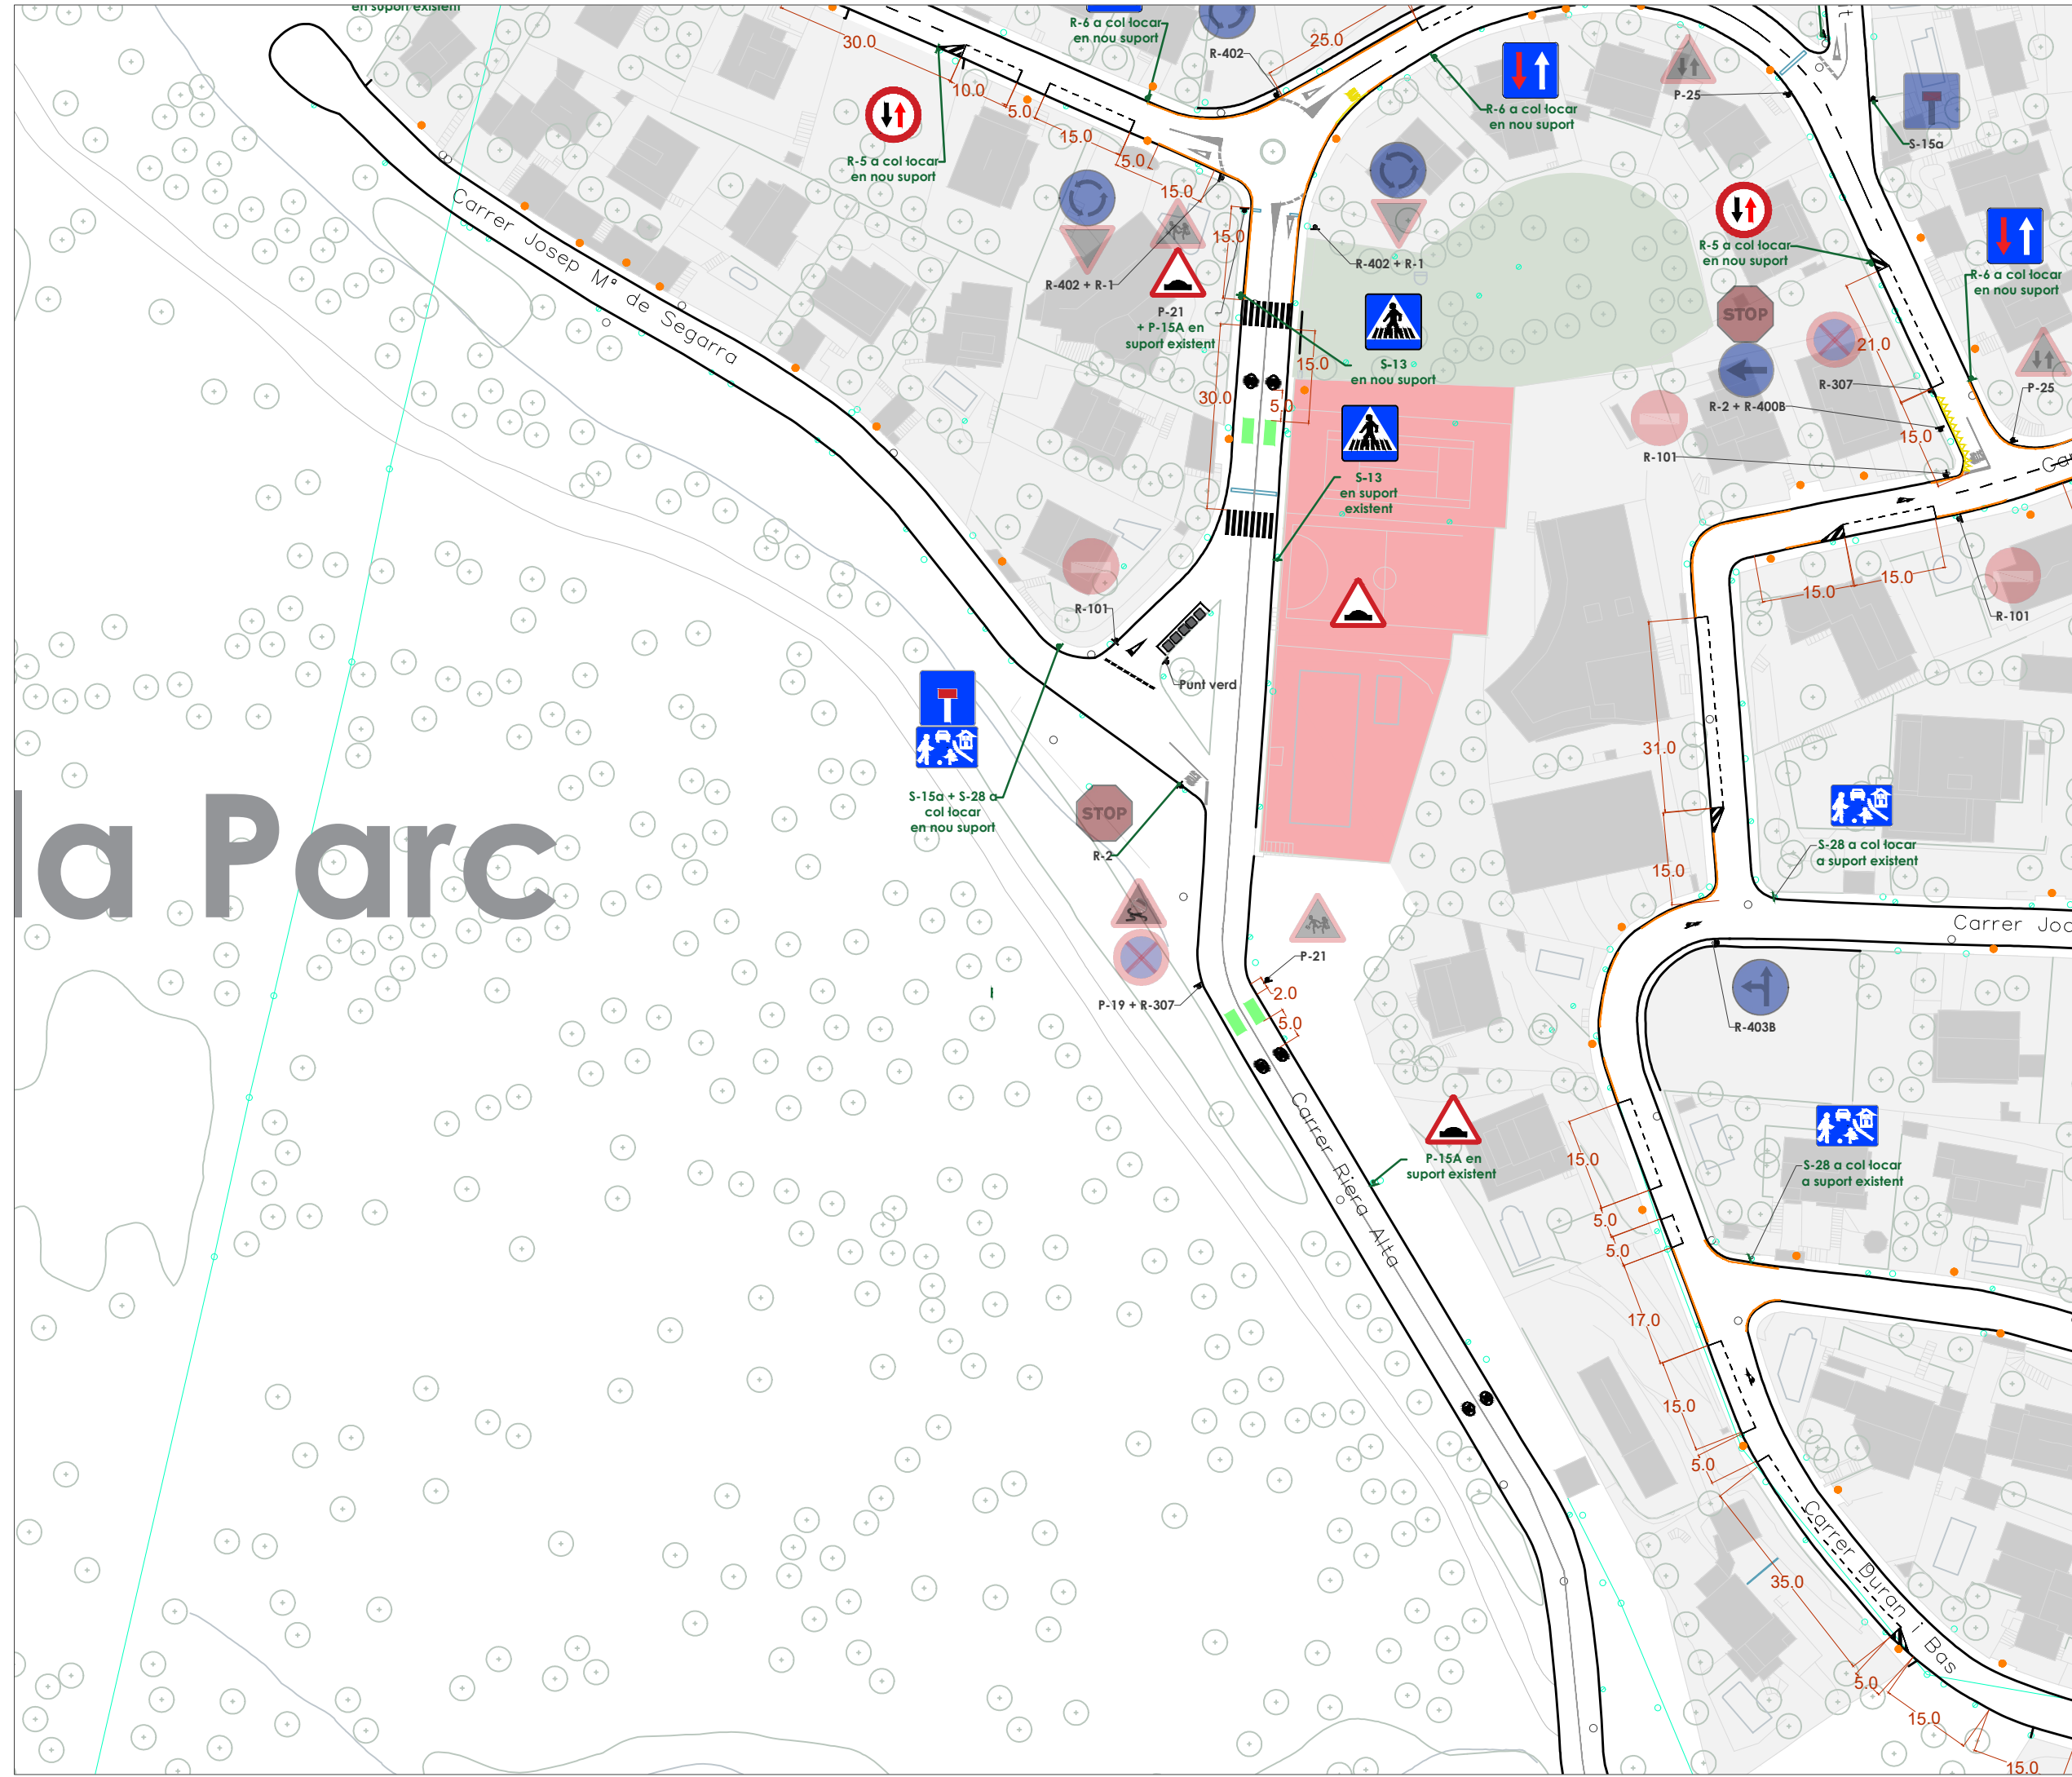 en suport existent
30.0
10.0
5.0
15.0
5.0
15.0
R-6 a col·locar
en nou suport
R-402
25.0
R-6 a col·locar
en nou suport
P-25
S-15a
R-5 a col·locar
en nou suport
R-402 + R-1
P-21
+ P-15A en
suport existent
15.0
R-402 + R-1
R-5 a col·locar
en nou suport
R-6 a col·locar
en nou suport
STOP
21.0
R-307
R-2 + R-400B
P-25
15.0
R-101
Carrer Josep Mª de Segarra
S-13
en nou suport
15.0
30.0
5.0
S-13
en suport
existent
15.0
15.0
R-101
R-101
Punt verd
S-15a + S-28 a
col·locar
en nou suport
STOP
R-2
31.0
15.0
S-28 a col·locar
a suport existent
la Parc
Carrer Joc
P-21
P-19 + R-307
2.0
5.0
R-403B
Carrer Riera Alta
P-15A en
suport existent
15.0
5.0
5.0
17.0
15.0
5.0
S-28 a col·locar
a suport existent
Carrer Duran i Bas
35.0
5.0
15.0
15.0